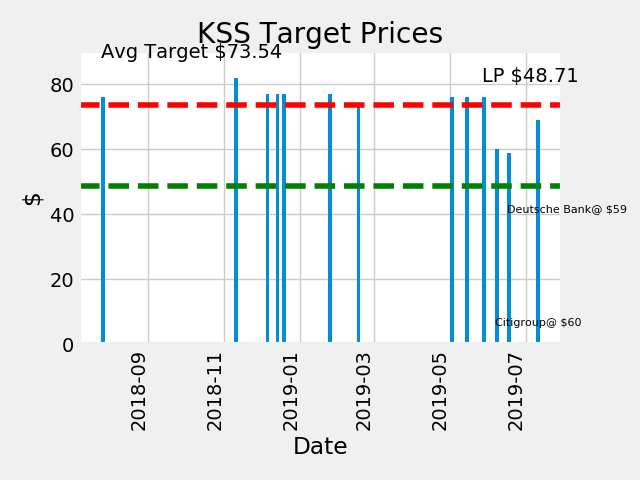 KSS Target Prices
Avg Target $73.54
LP $48.71
80
60
40
20
0
$
Deutsche Bank@ $59
Citigroup@ $60
2018-09
2018-11
2019-01
2019-03
2019-05
2019-07
Date